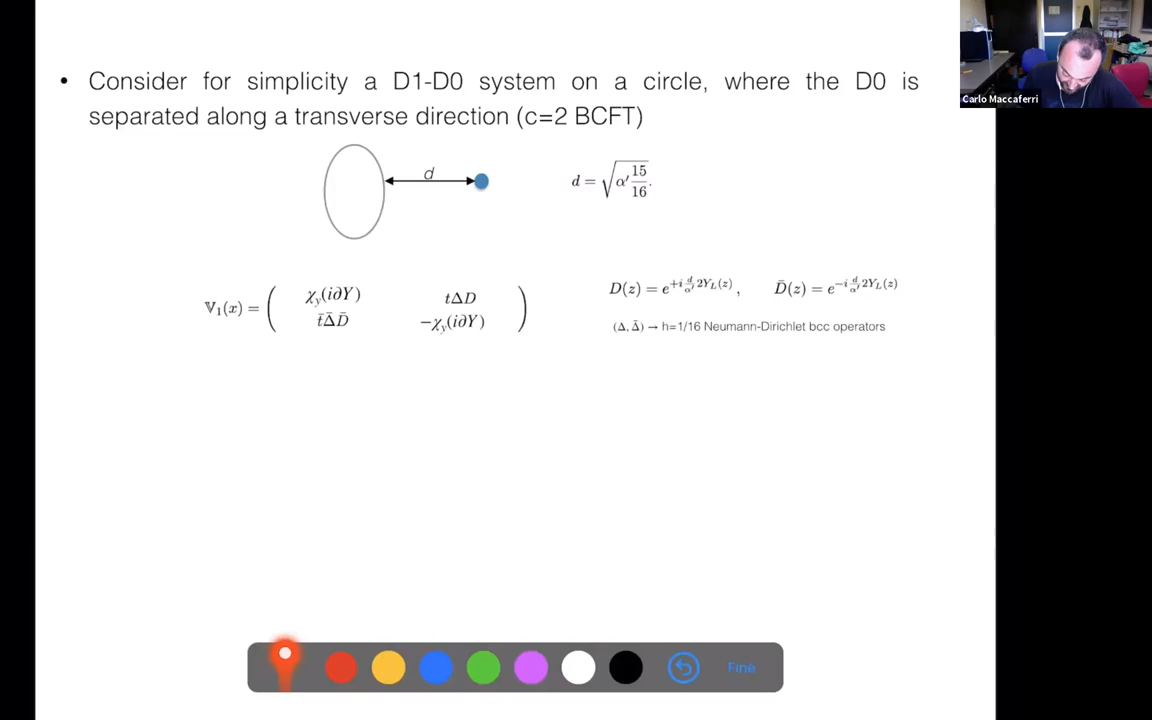 • Consider for simplicity a D1-D0 system on a circle, where the D0 is
separated along a transverse direction (c=2 BCFT)
d
d = √(α′ 15/16).
𝕍₁(x) = ( χ_y(i∂Y) tΔD
t̄Δ̄D̄ −χ_y(i∂Y) )
D(z) = e^{+i d/α′ 2Y_L(z)}, D̄(z) = e^{−i d/α′ 2Y_L(z)}
(Δ, Δ̄) → h=1/16 Neumann-Dirichlet bcc operators
Carlo Maccaferri
Fine